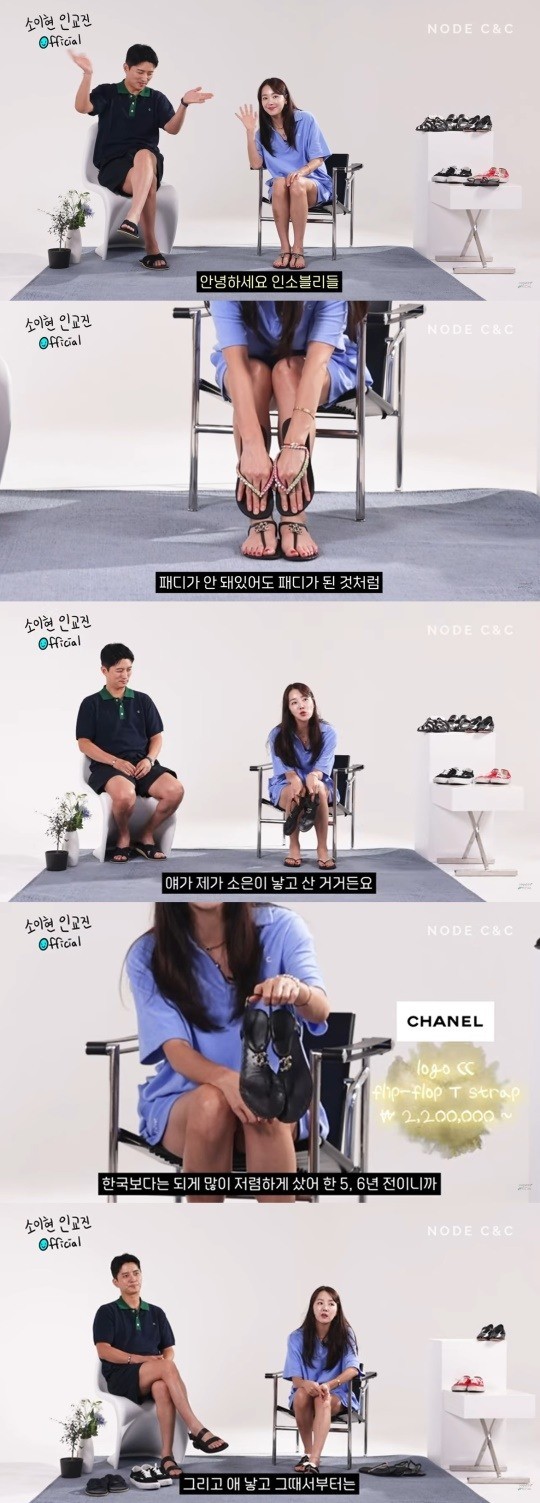 소이현 인교진
Official
NODE C&C
안녕하세요 인소블리들
소이현 인교진
Official
NODE C&C
패디가 안 돼있어도 패디가 된 것처럼
소이현 인교진
Official
NODE C&C
얘가 제가 소은이 낳고 산 거거든요
소이현 인교진
Official
NODE C&C
CHANEL
logo CC
flip-flop T strap
₩ 2,200,000 ~
한국보다는 되게 많이 저렴하게 샀어 한 5, 6년 전이니까
소이현 인교진
Official
NODE C&C
그리고 애 낳고 그때서부터는